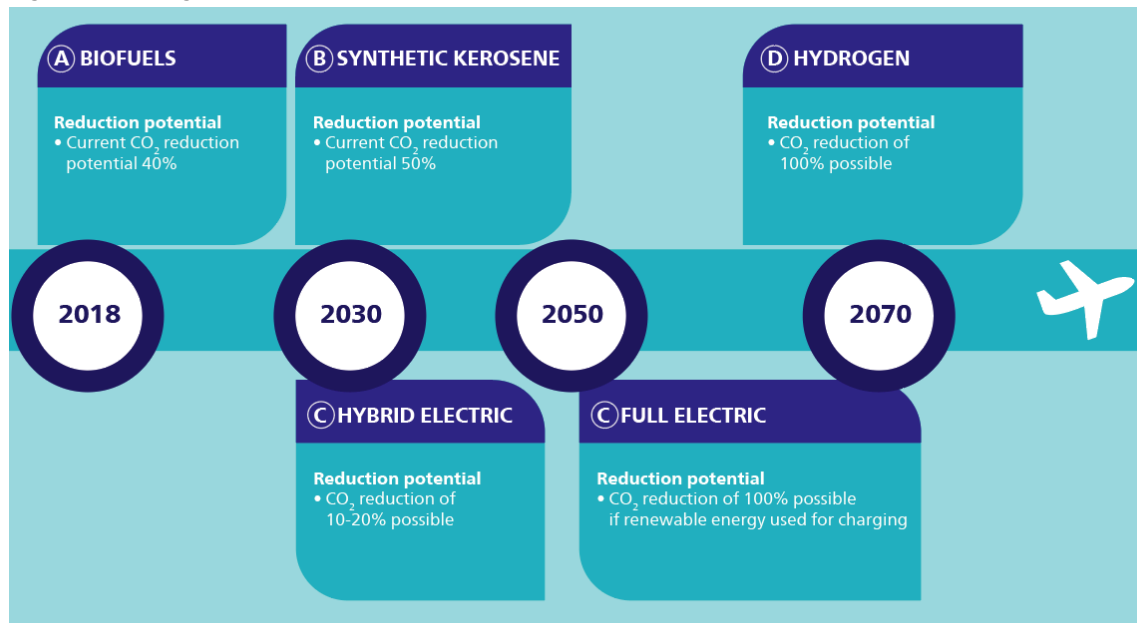 Ⓐ BIOFUELS
Reduction potential
• Current CO₂ reduction
potential 40%
Ⓑ SYNTHETIC KEROSENE
Reduction potential
• Current CO₂ reduction
potential 50%
Ⓓ HYDROGEN
Reduction potential
• CO₂ reduction of
100% possible
2018
2030
2050
2070
Ⓒ HYBRID ELECTRIC
Reduction potential
• CO₂ reduction of
10-20% possible
Ⓒ FULL ELECTRIC
Reduction potential
• CO₂ reduction of 100% possible
if renewable energy used for charging